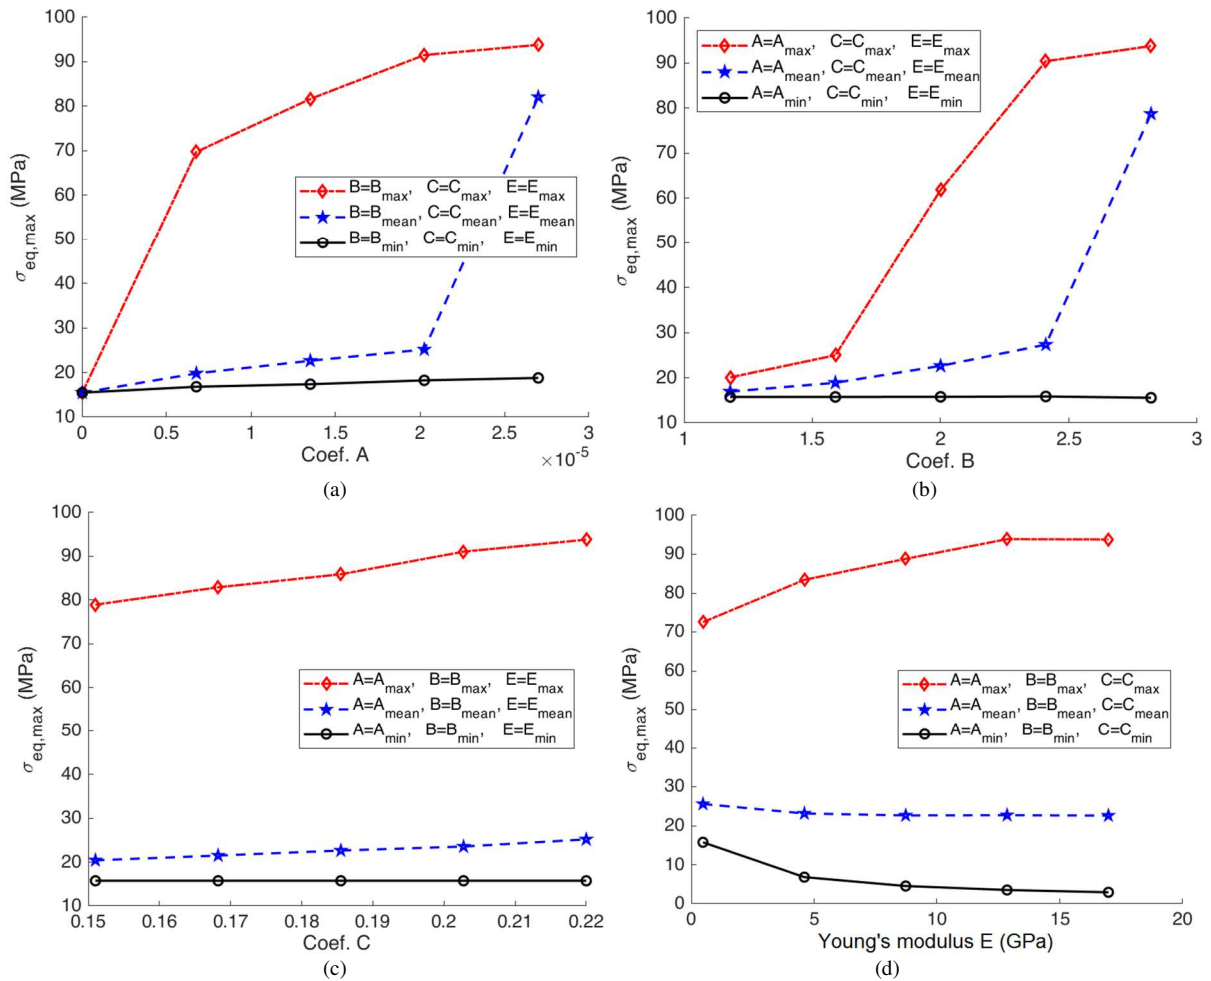 100
90
80
70
60
50
40
30
20
10
σeq,max (MPa)
B=Bmax, C=Cmax, E=Emax
B=Bmean, C=Cmean, E=Emean
B=Bmin, C=Cmin, E=Emin
0 0.5 1 1.5 2 2.5 3
Coef. A
×10-5
(a)
100
90
80
70
60
50
40
30
20
10
σeq,max (MPa)
A=Amax, C=Cmax, E=Emax
A=Amean, C=Cmean, E=Emean
A=Amin, C=Cmin, E=Emin
1 1.5 2 2.5 3
Coef. B
(b)
100
90
80
70
60
50
40
30
20
10
σeq,max (MPa)
A=Amax, B=Bmax, E=Emax
A=Amean, B=Bmean, E=Emean
A=Amin, B=Bmin, E=Emin
0.15 0.16 0.17 0.18 0.19 0.2 0.21 0.22
Coef. C
(c)
100
90
80
70
60
50
40
30
20
10
0
σeq,max (MPa)
A=Amax, B=Bmax, C=Cmax
A=Amean, B=Bmean, C=Cmean
A=Amin, B=Bmin, C=Cmin
0 5 10 15 20
Young's modulus E (GPa)
(d)